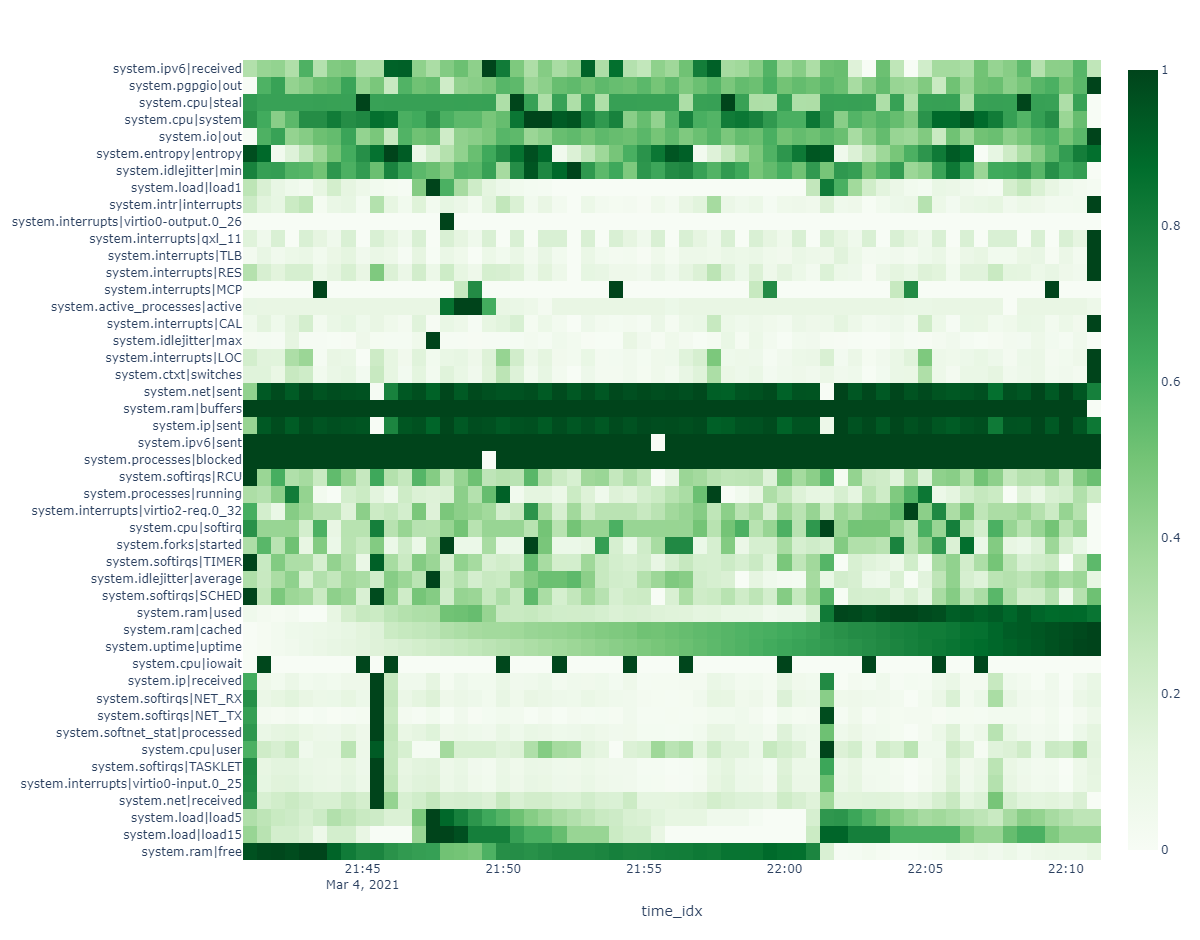 system.ipv6|received
system.pgpgio|out
system.cpu|steal
system.cpu|system
system.io|out
system.entropy|entropy
system.idlejitter|min
system.load|load1
system.intr|interrupts
system.interrupts|virtio0-output.0_26
system.interrupts|qxl_11
system.interrupts|TLB
system.interrupts|RES
system.interrupts|MCP
system.active_processes|active
system.interrupts|CAL
system.idlejitter|max
system.interrupts|LOC
system.ctxt|switches
system.net|sent
system.ram|buffers
system.ip|sent
system.ipv6|sent
system.processes|blocked
system.softirqs|RCU
system.processes|running
system.interrupts|virtio2-req.0_32
system.cpu|softirq
system.forks|started
system.softirqs|TIMER
system.idlejitter|average
system.softirqs|SCHED
system.ram|used
system.ram|cached
system.uptime|uptime
system.cpu|iowait
system.ip|received
system.softirqs|NET_RX
system.softirqs|NET_TX
system.softnet_stat|processed
system.cpu|user
system.softirqs|TASKLET
system.interrupts|virtio0-input.0_25
system.net|received
system.load|load5
system.load|load15
system.ram|free
21:45 21:50 21:55 22:00 22:05 22:10
Mar 4, 2021
time_idx
1
0.8
0.6
0.4
0.2
0